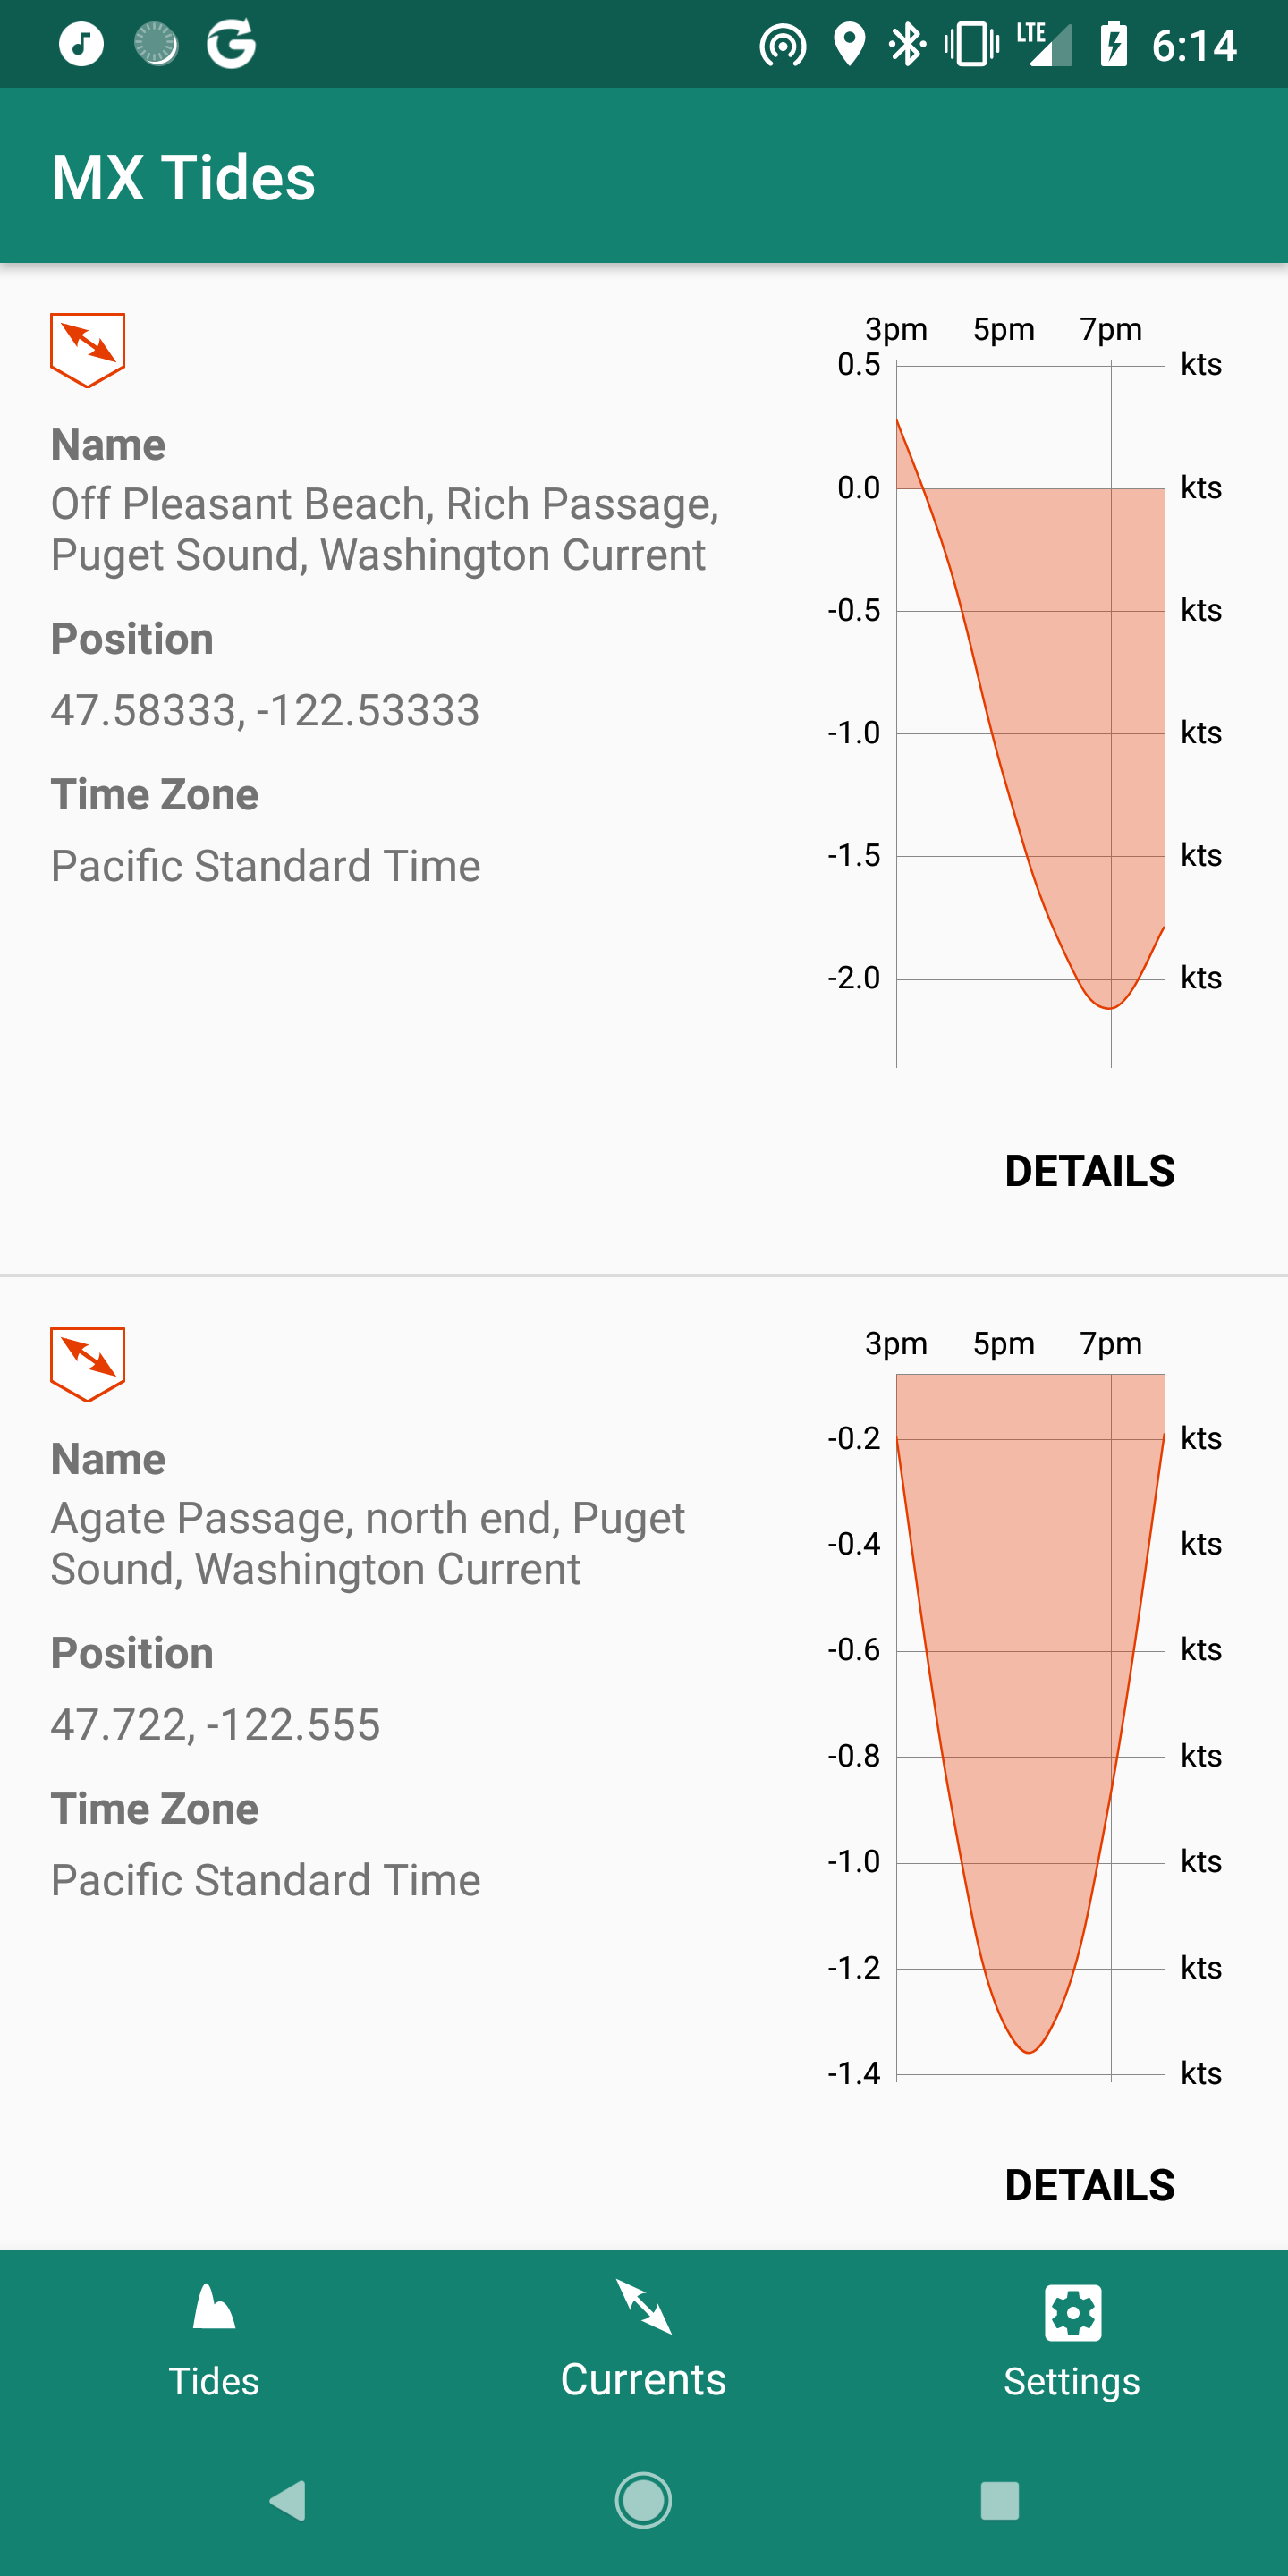 LTE 6:14
MX Tides
3pm 5pm 7pm
0.5 kts
Name
Off Pleasant Beach, Rich Passage,
Puget Sound, Washington Current
0.0 kts
-0.5 kts
Position
47.58333, -122.53333
-1.0 kts
Time Zone
Pacific Standard Time
-1.5 kts
-2.0 kts
DETAILS
3pm 5pm 7pm
-0.2 kts
Name
Agate Passage, north end, Puget
Sound, Washington Current
-0.4 kts
-0.6 kts
Position
47.722, -122.555
-0.8 kts
Time Zone
Pacific Standard Time
-1.0 kts
-1.2 kts
-1.4 kts
DETAILS
Tides Currents Settings